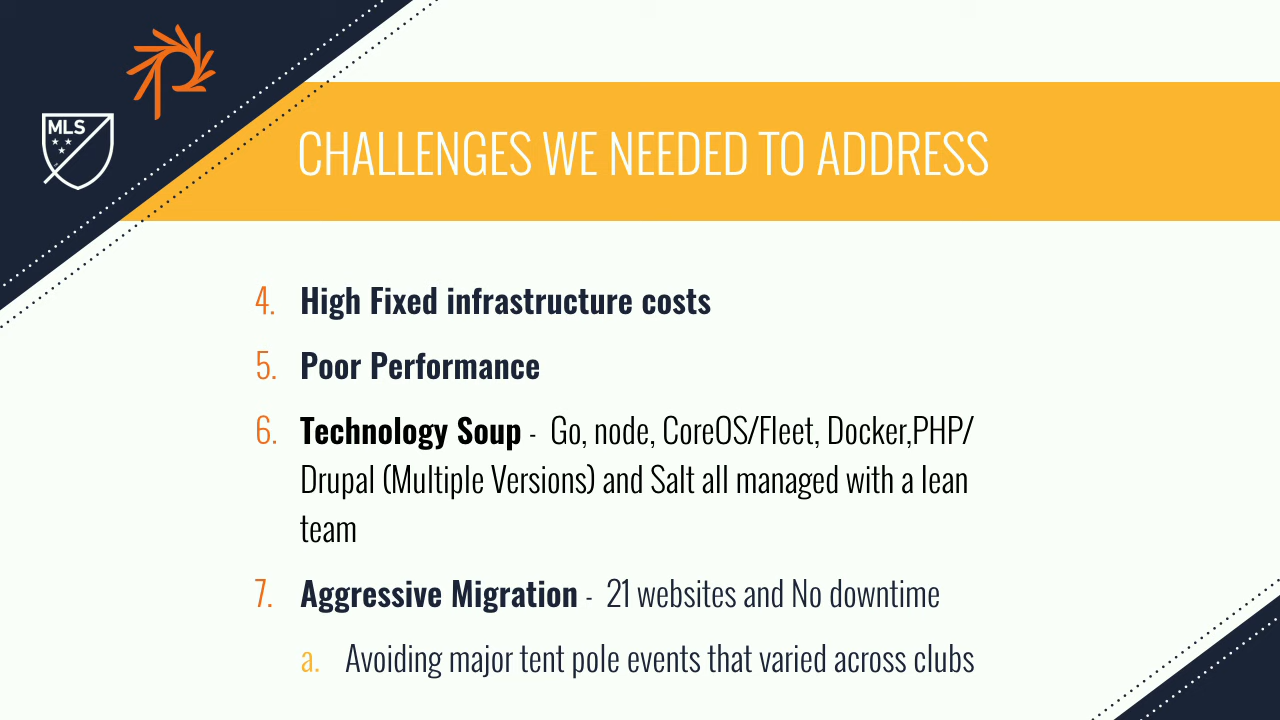 MLS
CHALLENGES WE NEEDED TO ADDRESS
4. High Fixed infrastructure costs
5. Poor Performance
6. Technology Soup - Go, node, CoreOS/Fleet, Docker,PHP/
Drupal (Multiple Versions) and Salt all managed with a lean
team
7. Aggressive Migration - 21 websites and No downtime
a. Avoiding major tent pole events that varied across clubs